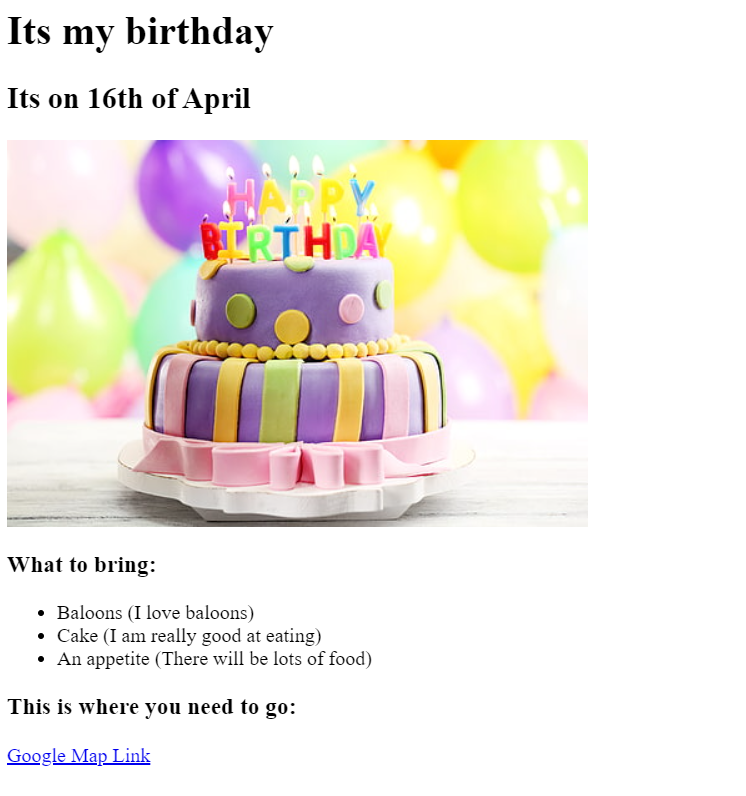 Its my birthday
Its on 16th of April
HAPPY
BIRTHDAY
What to bring:
Baloons (I love baloons)
Cake (I am really good at eating)
An appetite (There will be lots of food)
This is where you need to go:
Google Map Link